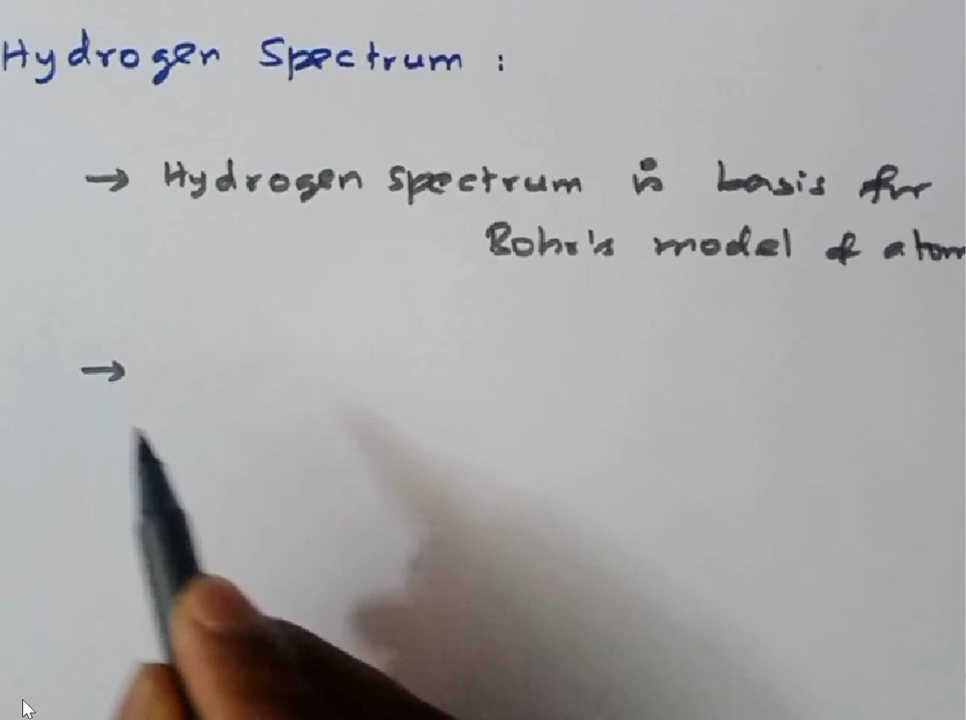 Hydrogen Spectrum :
→ Hydrogen spectrum is basis for
Bohr's model of atom
→